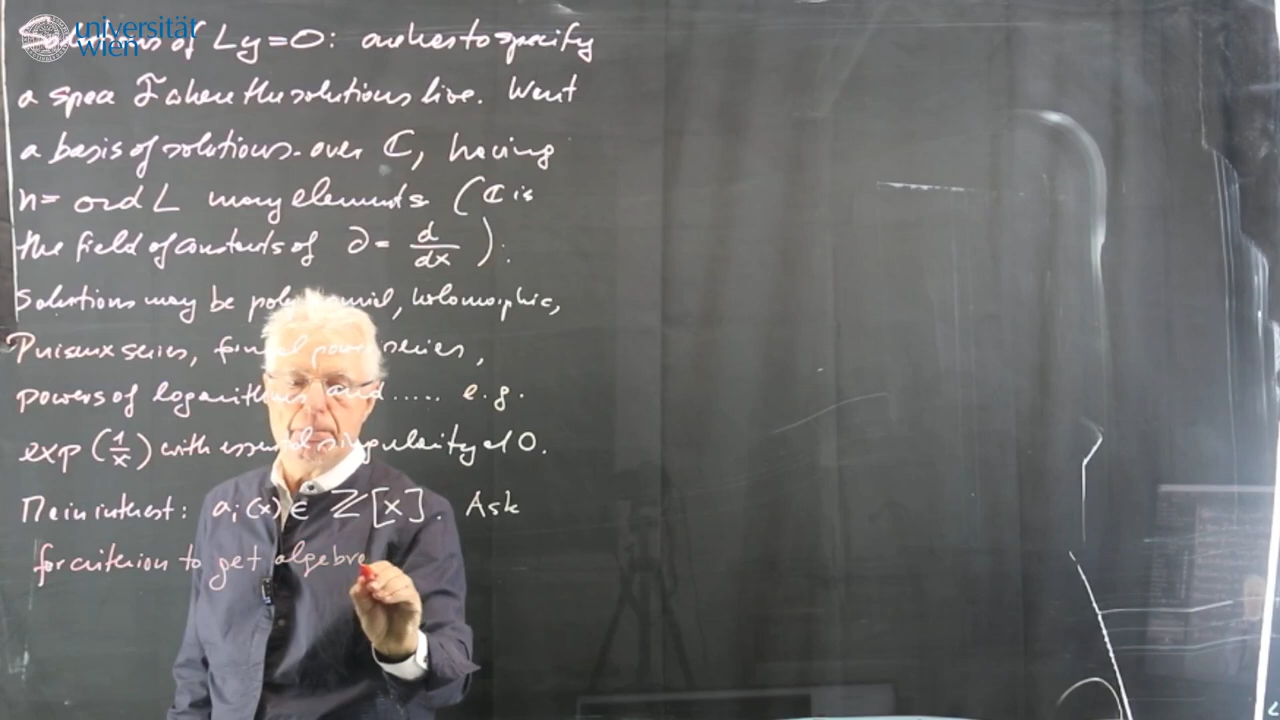 universität
wien
Solutions of Ly=0: one has to specify
a space F where the solutions live. Want
a basis of solutions over ℂ, having
n= ord L many elements (ℂ is
the field of constants of ∂ = d/dx ).
Solutions may be polynomial, holomorphic,
Puiseux series, formal power series,
powers of logarithms and ..... e.g.
exp (1/x) with essential singularity at 0.
Main interest: aᵢ(x) ∈ ℤ[x]. Ask
for criterion to get algebra